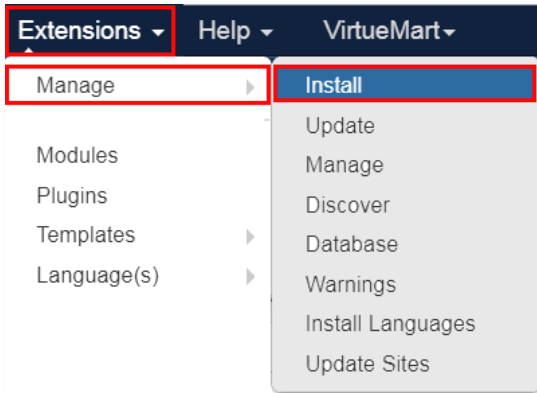 Extensions Help VirtueMart
Manage
Modules
Plugins
Templates
Language(s)
Install
Update
Manage
Discover
Database
Warnings
Install Languages
Update Sites